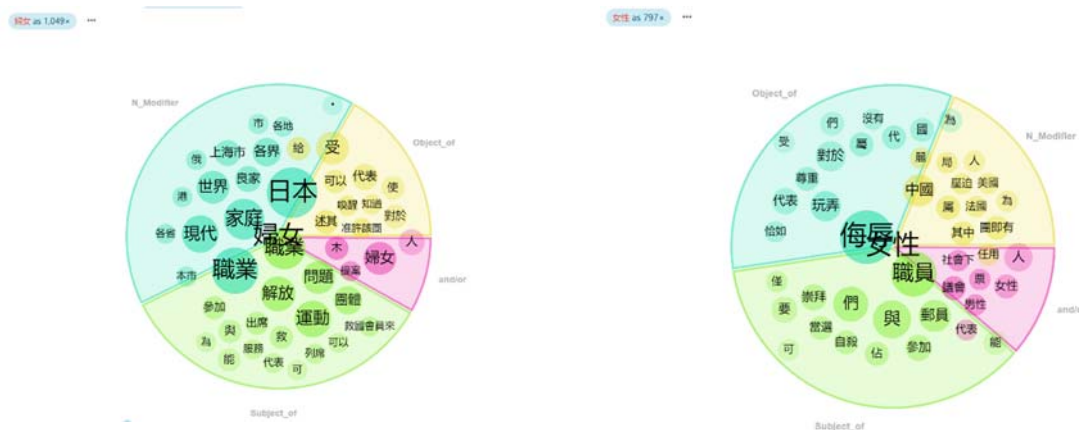 婦女 as 1,049×
女性 as 797×
N_Modifier
市
各地
俄
上海市
各界
給
受
Object_of
港
世界
良家
日本
可以
代表
使
喚醒
知過
對於
各省
現代
家庭
述其
准許該園
婦女
職業
木
人
婦女
提案
and/or
本市
職業
問題
解放
團體
參加
運動
與
出席
救
救國會員來
為
能
服務
代表
可
列席
可以
Subject_of
Object_of
受
們
沒有
屬
代
國
為
N_Modifier
對於
局
人
尊重
中國
壓迫
美國
代表
玩弄
屬
法國
為
恰如
侮辱
其中
團即有
女性
社會下
任用
人
職員
議會
原
女性
男性
and/o
僅
要
崇拜
們
與
郵員
代表
當選
自殺
佔
參加
能
可
Subject_of